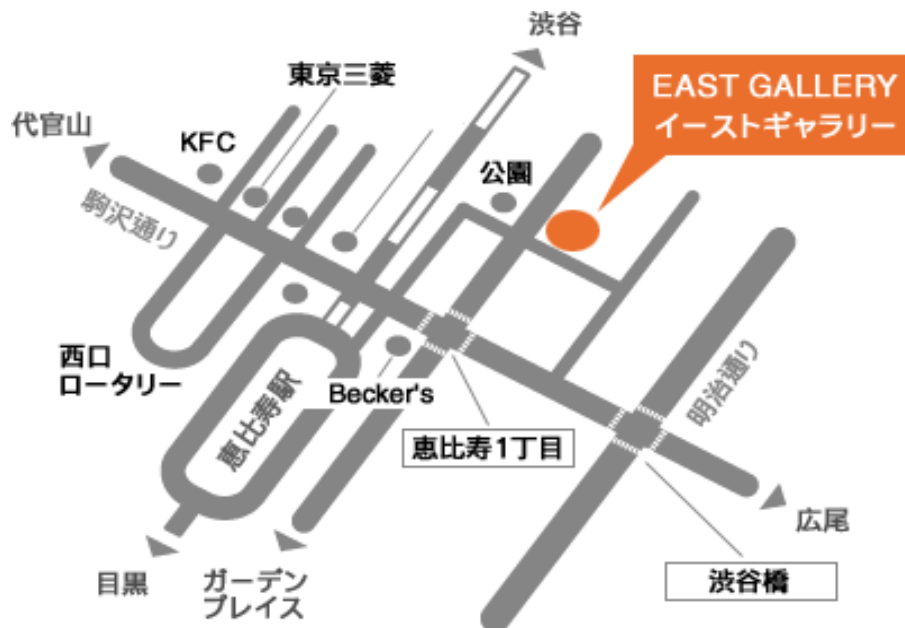 渋谷
東京三菱
EAST GALLERY
イーストギャラリー
代官山
KFC
公園
駒沢通り
西口
ロータリー
恵比寿駅
Becker's
明治通り
恵比寿1丁目
広尾
目黒
ガーデン
プレイス
渋谷橋